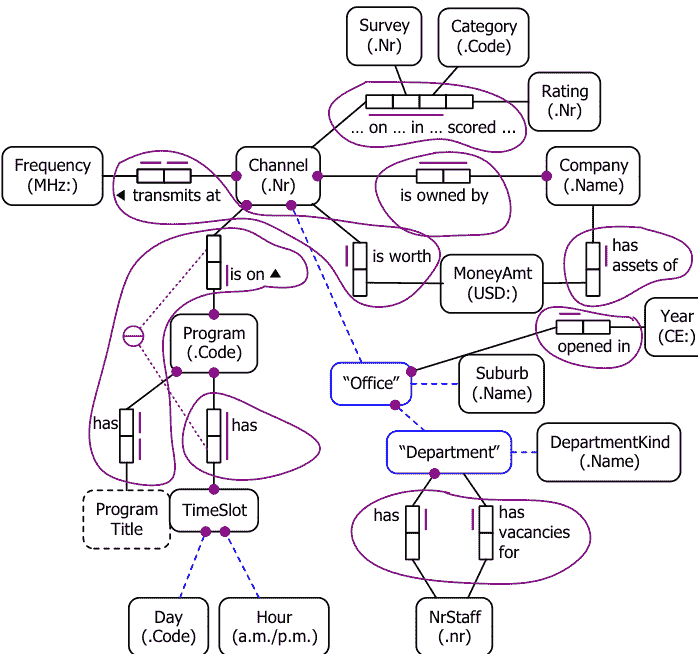 Survey
(.Nr)
Category
(.Code)
Rating
(.Nr)
... on ... in ... scored ...
Frequency
(MHz:)
◄ transmits at
Channel
(.Nr)
is owned by
Company
(.Name)
is on ▲
is worth
MoneyAmt
(USD:)
has
assets of
Program
(.Code)
opened in
Year
(CE:)
"Office"
Suburb
(.Name)
has
has
"Department"
DepartmentKind
(.Name)
Program
Title
TimeSlot
has
has
vacancies
for
Day
(.Code)
Hour
(a.m./p.m.)
NrStaff
(.nr)